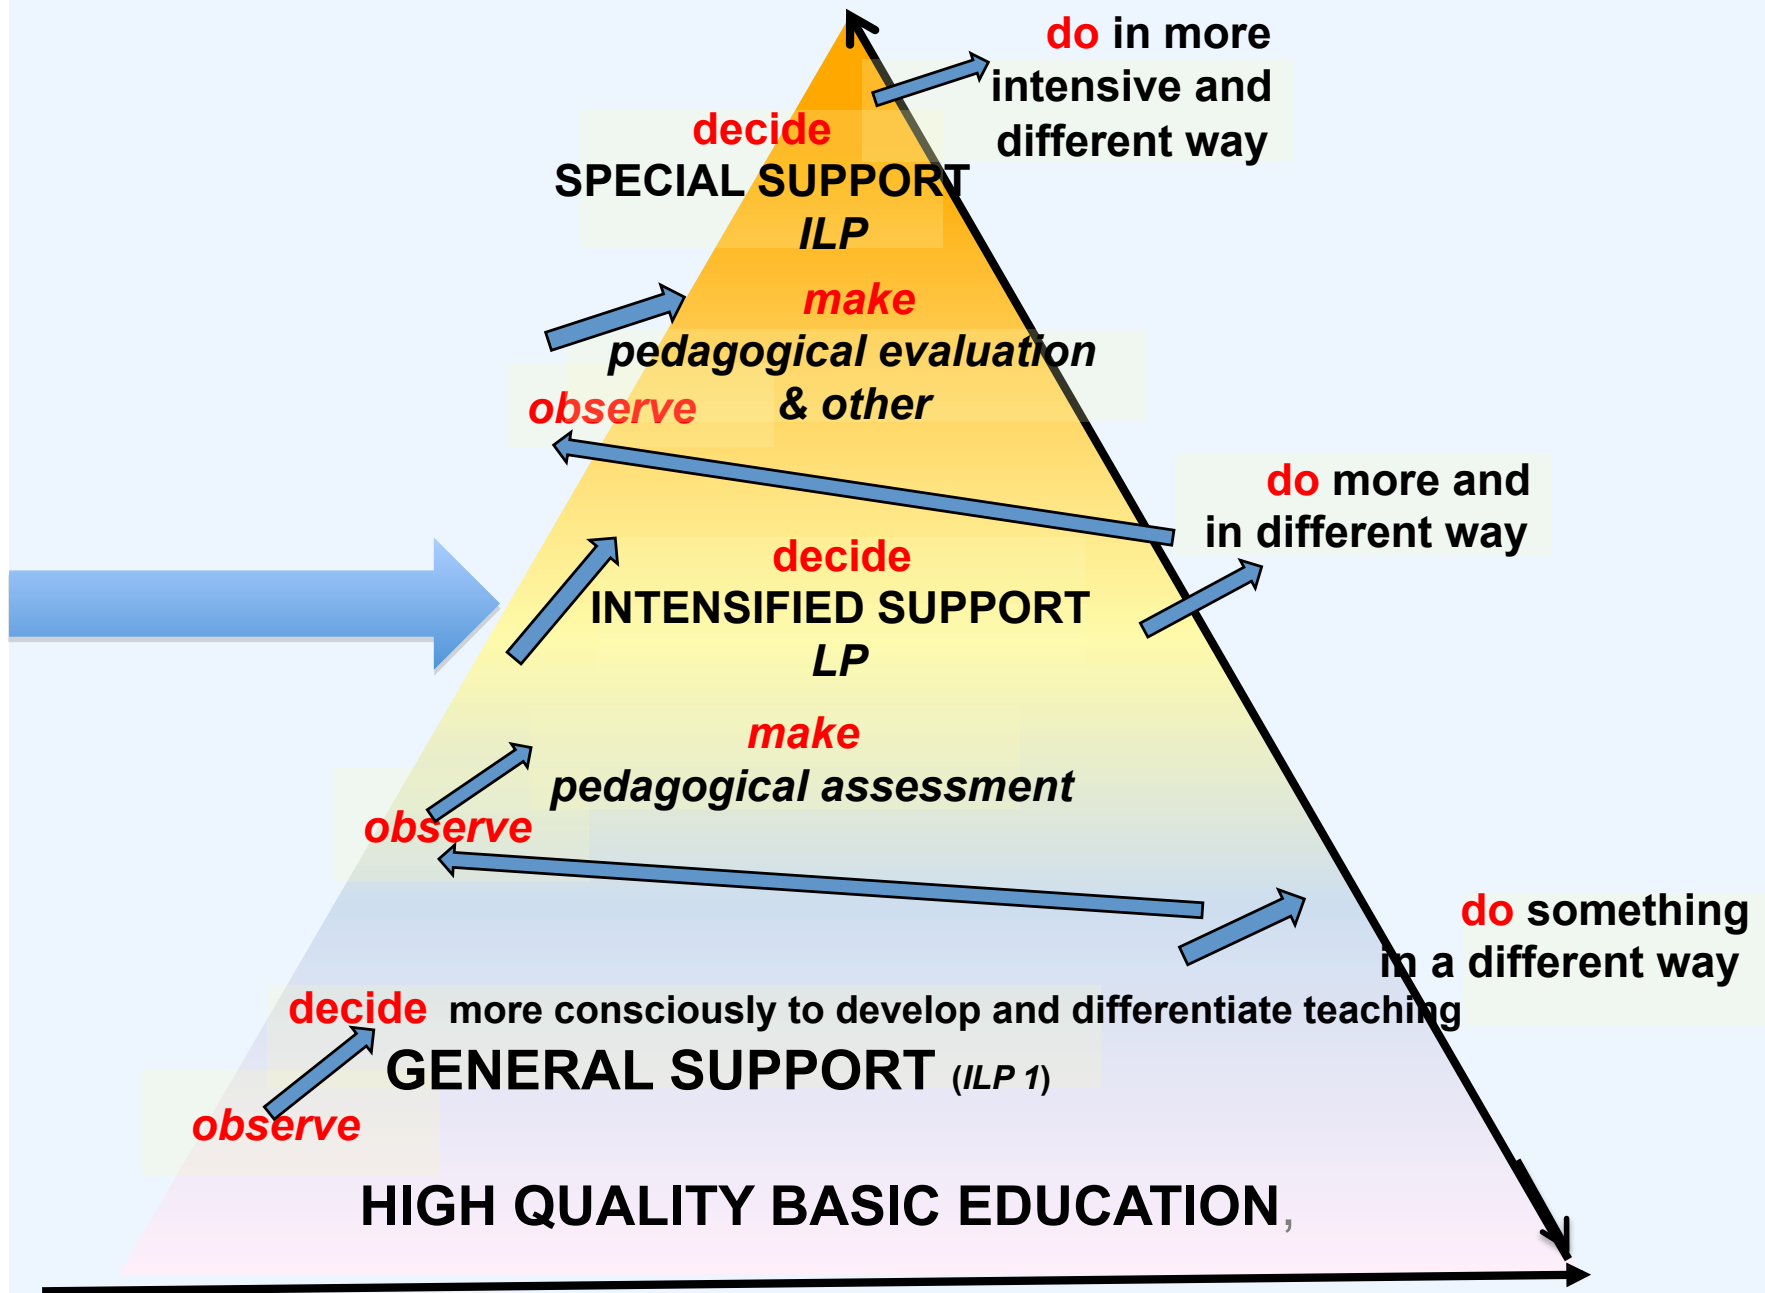 do in more
intensive and
different way
decide
SPECIAL SUPPORT
ILP
make
pedagogical evaluation
& other
observe
do more and
in different way
decide
INTENSIFIED SUPPORT
LP
make
pedagogical assessment
observe
do something
in a different way
decide more consciously to develop and differentiate teaching
GENERAL SUPPORT (ILP 1)
observe
HIGH QUALITY BASIC EDUCATION,